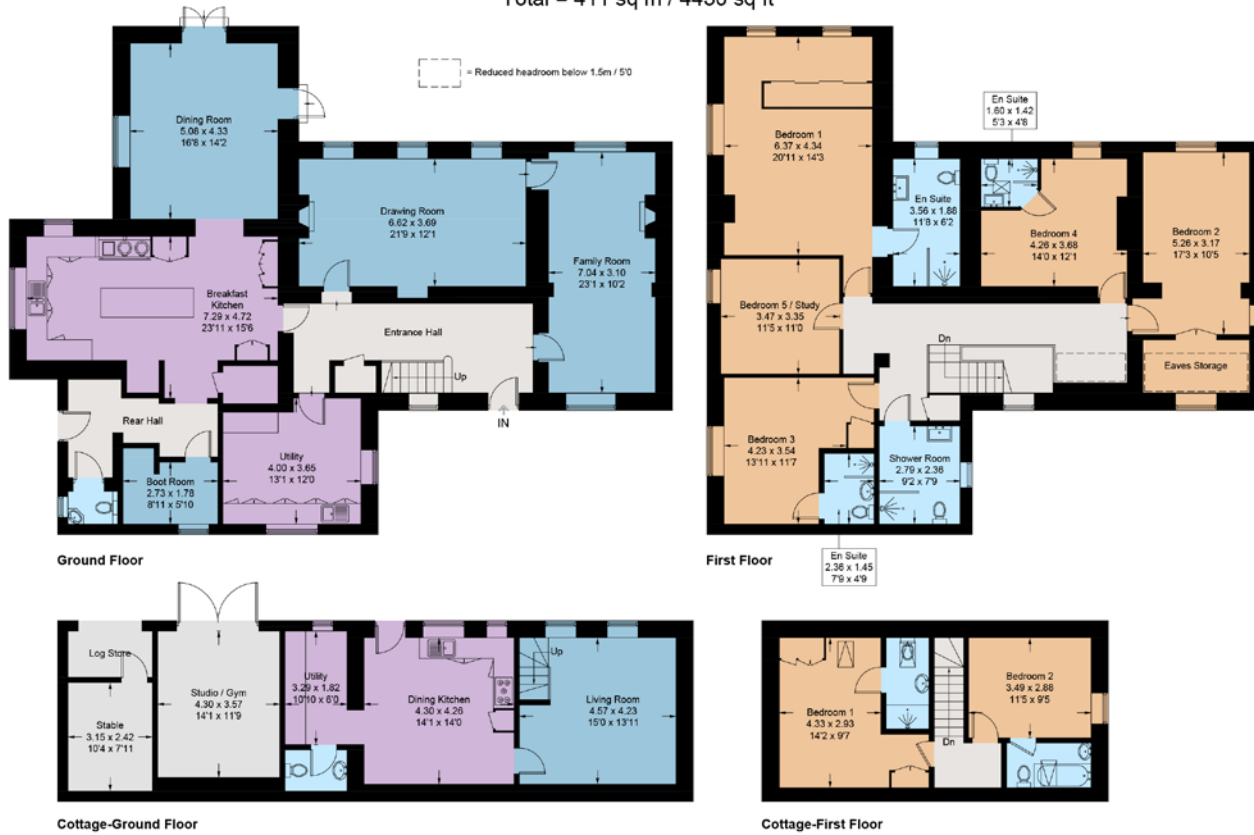 Total = 411 sq m / 4430 sq ft
= Reduced headroom below 1.5m / 5'0
Dining Room
5.08 x 4.33
16'8 x 14'2
Drawing Room
6.62 x 3.69
21'9 x 12'1
Family Room
7.04 x 3.10
23'1 x 10'2
Breakfast
Kitchen
7.29 x 4.72
23'11 x 15'6
Entrance Hall
Up
IN
Rear Hall
Utility
4.00 x 3.65
13'1 x 12'0
Boot Room
2.73 x 1.78
8'11 x 5'10
Ground Floor
En Suite
1.60 x 1.42
5'3 x 4'8
Bedroom 1
6.37 x 4.34
20'11 x 14'3
En Suite
3.56 x 1.88
11'8 x 6'2
Bedroom 4
4.26 x 3.68
14'0 x 12'1
Bedroom 2
5.26 x 3.17
17'3 x 10'5
Bedroom 5 / Study
3.47 x 3.35
11'5 x 11'0
Dn
Eaves Storage
Bedroom 3
4.23 x 3.54
13'11 x 11'7
Shower Room
2.79 x 2.36
9'2 x 7'9
En Suite
2.36 x 1.45
7'9 x 4'9
First Floor
Log Store
Stable
3.15 x 2.42
10'4 x 7'11
Studio / Gym
4.30 x 3.57
14'1 x 11'9
Utility
3.29 x 1.82
10'10 x 6'0
Dining Kitchen
4.30 x 4.26
14'1 x 14'0
Up
Living Room
4.57 x 4.23
15'0 x 13'11
Cottage-Ground Floor
Bedroom 1
4.33 x 2.93
14'2 x 9'7
Dn
Bedroom 2
3.49 x 2.88
11'5 x 9'5
Cottage-First Floor